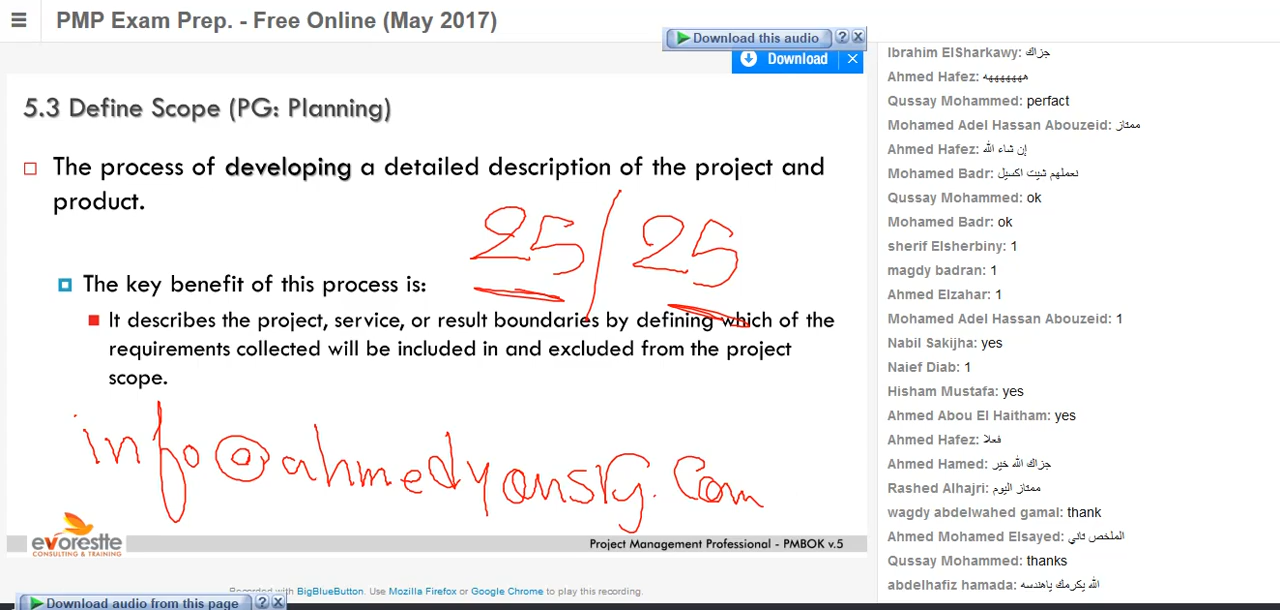 PMP Exam Prep. - Free Online (May 2017)
Download this audio
Download
5.3 Define Scope (PG: Planning)
The process of developing a detailed description of the project and
product.
25/25
The key benefit of this process is:
It describes the project, service, or result boundaries by defining which of the
requirements collected will be included in and excluded from the project
scope.
evorestte
CONSULTING & TRAINING
Project Management Professional - PMBOK v.5
Recorded with BigBlueButton. Use Mozilla Firefox or Google Chrome to play this recording.
Download audio from this page
Ibrahim ElSharkawy: جزاك
Ahmed Hafez: ههههههه
Qussay Mohammed: perfact
Mohamed Adel Hassan Abouzeid: ممتاز
Ahmed Hafez: إن شاء الله
Mohamed Badr: نعملهم شيت اكسيل
Qussay Mohammed: ok
Mohamed Badr: ok
sherif Elsherbiny: 1
magdy badran: 1
Ahmed Elzahar: 1
Mohamed Adel Hassan Abouzeid: 1
Nabil Sakijha: yes
Naief Diab: 1
Hisham Mustafa: yes
Ahmed Abou El Haitham: yes
Ahmed Hafez: فعلا
Ahmed Hamed: جزاك الله خير
Rashed Alhajri: ممتاز اليوم
wagdy abdelwahed gamal: thank
Ahmed Mohamed Elsayed: الملخص تاني
Qussay Mohammed: thanks
abdelhafiz hamada: الله يكرمك ياهندسه